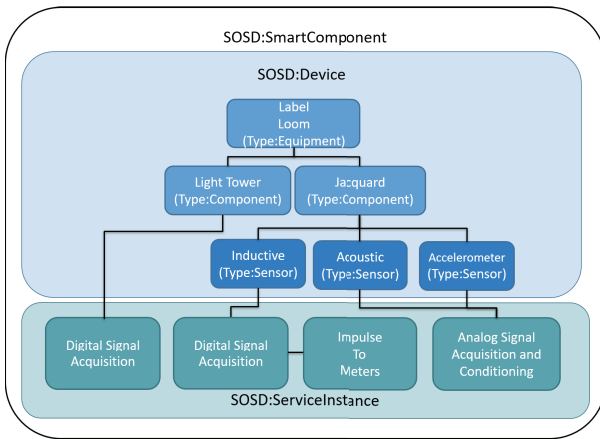 SOSD:SmartComponent
SOSD:Device
Label
Loom
(Type:Equipment)
Light Tower
(Type:Component)
Jacquard
(Type:Component)
Inductive
(Type:Sensor)
Acoustic
(Type:Sensor)
Accelerometer
(Type:Sensor)
Digital Signal
Acquisition
Digital Signal
Acquisition
Impulse
To
Meters
Analog Signal
Acquisition and
Conditioning
SOSD:ServiceInstance